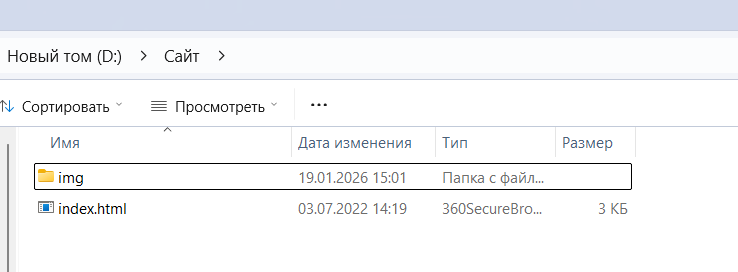 Новый том (D:) > Сайт >
Сортировать Просмотреть ...
Имя Дата изменения Тип Размер
img 19.01.2026 15:01 Папка с файл...
index.html 03.07.2022 14:19 360SecureBro... 3 КБ